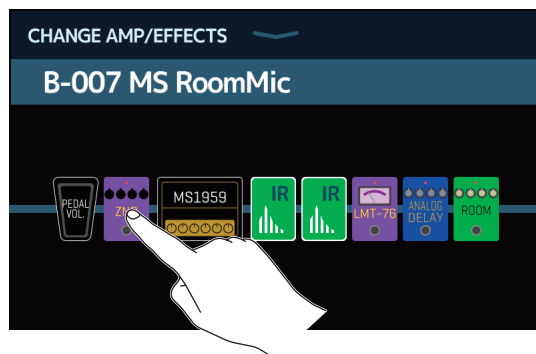 CHANGE AMP/EFFECTS
B-007 MS RoomMic
PEDAL
VOL.
MS1959
IR
IR
LMT-76
ANALOG
DELAY
ROOM